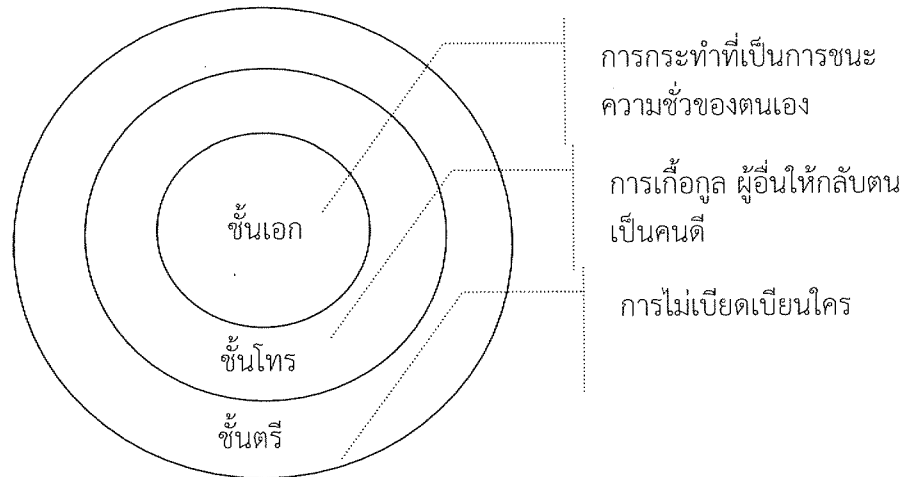 การกระทำที่เป็นการชนะ
ความชั่วของตนเอง
การเกื้อกูล ผู้อื่นให้กลับตน
เป็นคนดี
การไม่เบียดเบียนใคร
ชั้นเอก
ชั้นโทร
ชั้นตรี